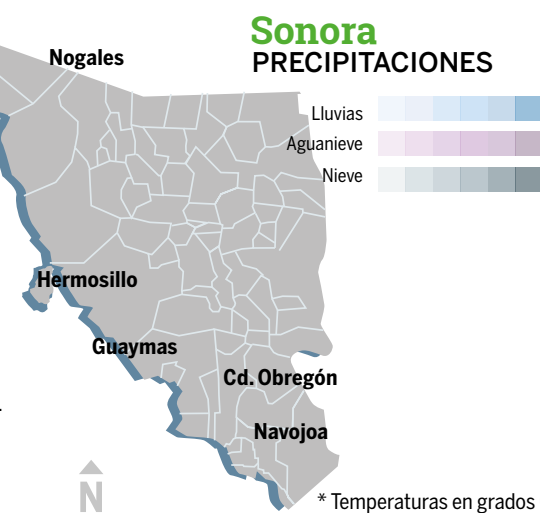 Sonora
PRECIPITACIONES
Nogales
Lluvias
Aguanieve
Nieve
Hermosillo
Guaymas
Cd. Obregón
Navojoa
N
* Temperaturas en grados